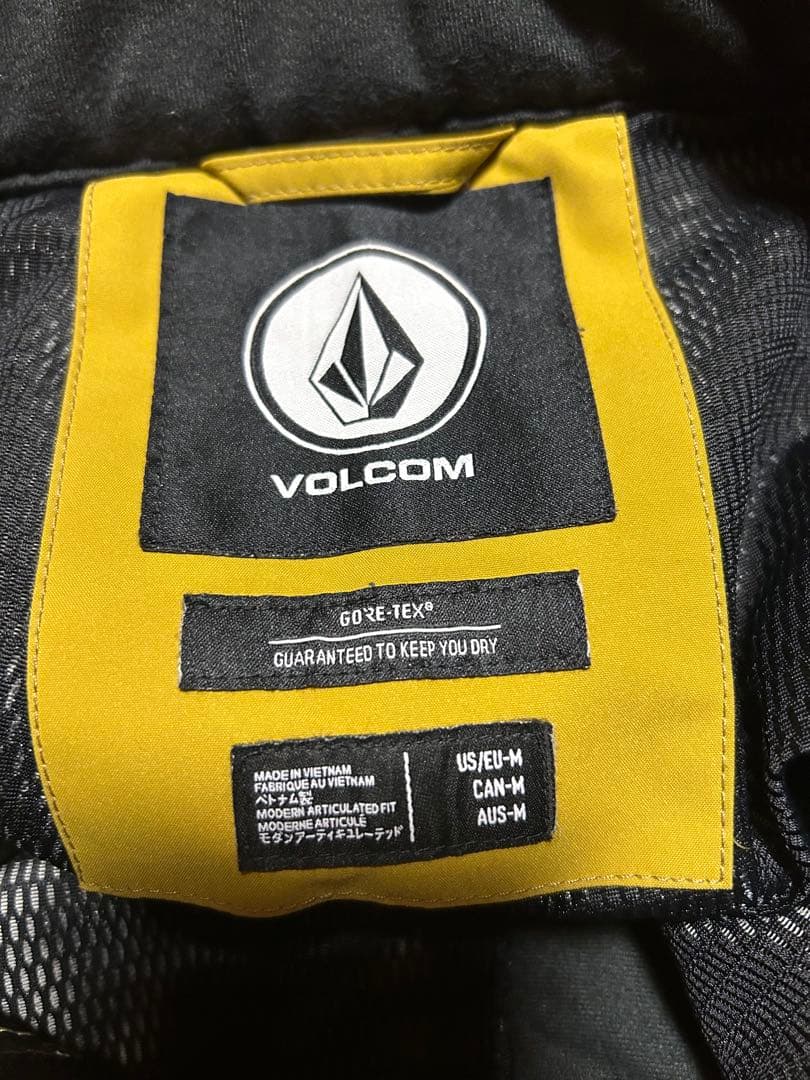 VOLCOM
GORE-TEX®
GUARANTEED TO KEEP YOU DRY
MADE IN VIETNAM
FABRIQUE AU VIETNAM
ベトナム製
MODERN ARTICULATED FIT
MODERNE ARTICULÉ
モダンアーティキュレーテッド
US/EU-M
CAN-M
AUS-M